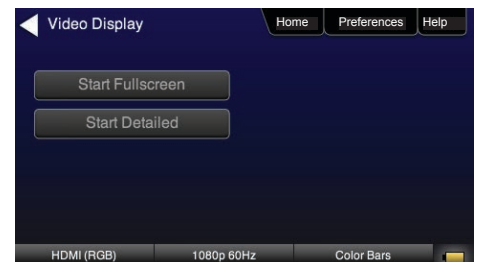 Video Display
Home Preferences Help
Start Fullscreen
Start Detailed
HDMI (RGB) 1080p 60Hz Color Bars